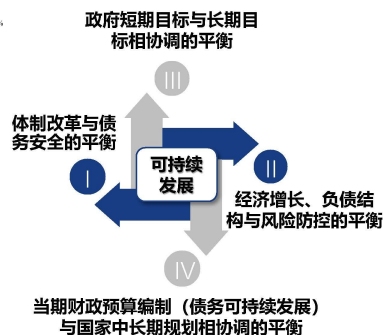 政府短期目标与长期目
标相协调的平衡
III
体制改革与债
务安全的平衡
I
可持续
发展
II
经济增长、负债结
构与风险防控的平衡
IV
当期财政预算编制（债务可持续发展）
与国家中长期规划相协调的平衡